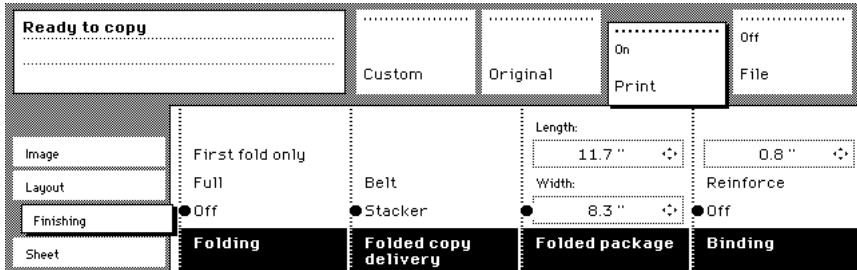 Ready to copy
Custom
Original
On
Print
Off
File
Image
Layout
Finishing
Sheet
First fold only
Full
Off
Folding
Belt
Stacker
Folded copy
delivery
Length:
11.7 "
Width:
8.3 "
Folded package
0.8 "
Reinforce
Off
Binding